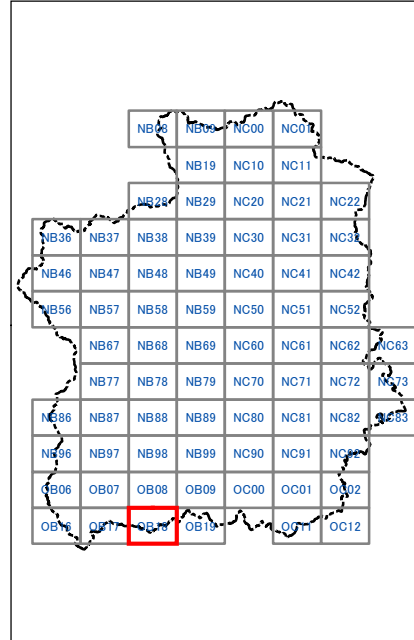 NB08 NB09 NC00 NC01
NB19 NC10 NC11
NB28 NB29 NC20 NC21 NC22
NB36 NB37 NB38 NB39 NC30 NC31 NC32
NB46 NB47 NB48 NB49 NC40 NC41 NC42
NB56 NB57 NB58 NB59 NC50 NC51 NC52
NB67 NB68 NB69 NC60 NC61 NC62 NC63
NB77 NB78 NB79 NC70 NC71 NC72 NC73
NB86 NB87 NB88 NB89 NC80 NC81 NC82 NC83
NB96 NB97 NB98 NB99 NC90 NC91 NC92
OB06 OB07 OB08 OB09 OC00 OC01 OC02
OB16 OB17 OB18 OB19 OC11 OC12